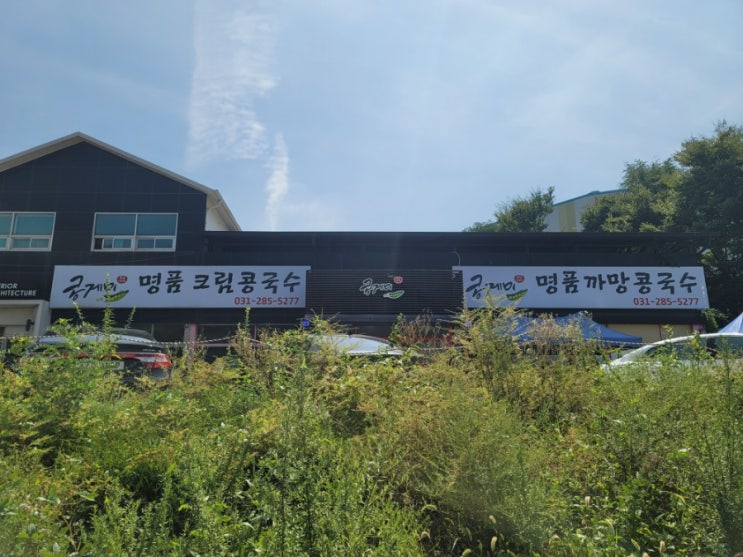 RIOR
HITECTURE
콩게미 명품 크림콩국수
031-285-5277
콩게미
콩게미 명품까망콩국수
031-285-5277